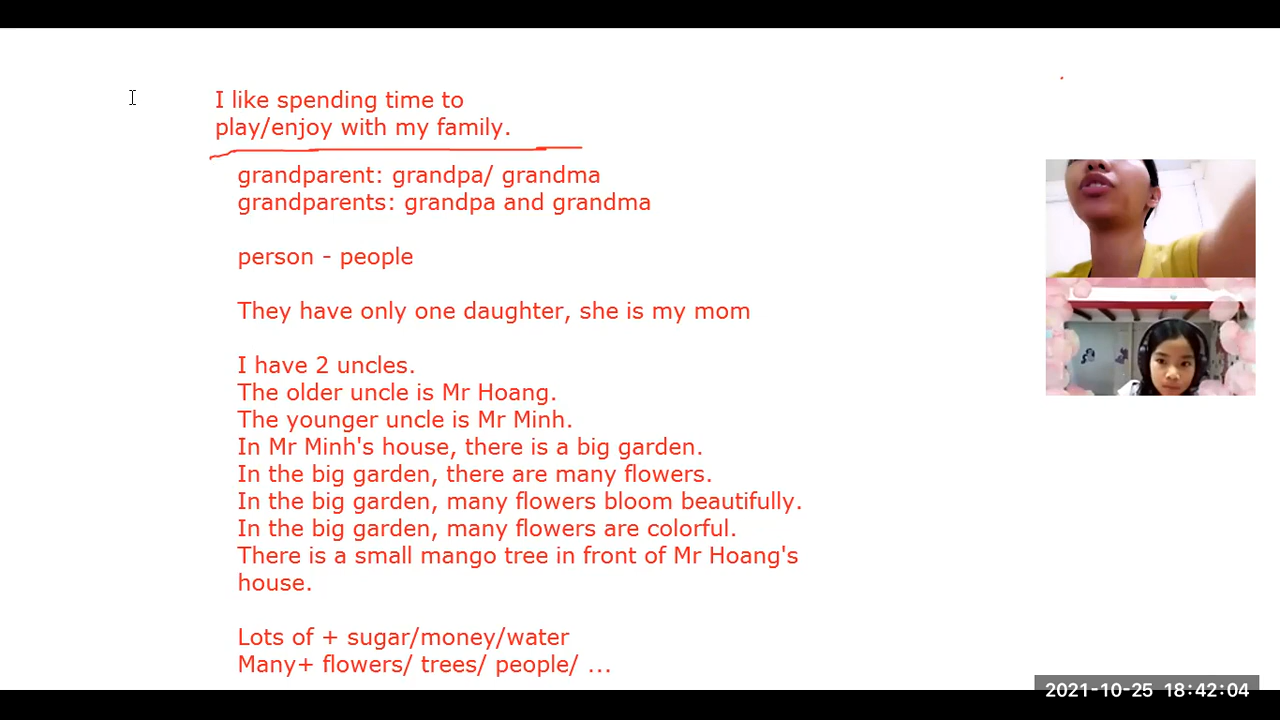 I like spending time to
play/enjoy with my family.
grandparent: grandpa/ grandma
grandparents: grandpa and grandma
person - people
They have only one daughter, she is my mom
I have 2 uncles.
The older uncle is Mr Hoang.
The younger uncle is Mr Minh.
In Mr Minh's house, there is a big garden.
In the big garden, there are many flowers.
In the big garden, many flowers bloom beautifully.
In the big garden, many flowers are colorful.
There is a small mango tree in front of Mr Hoang's
house.
Lots of + sugar/money/water
Many+ flowers/ trees/ people/ ...
2021-10-25 18:42:04